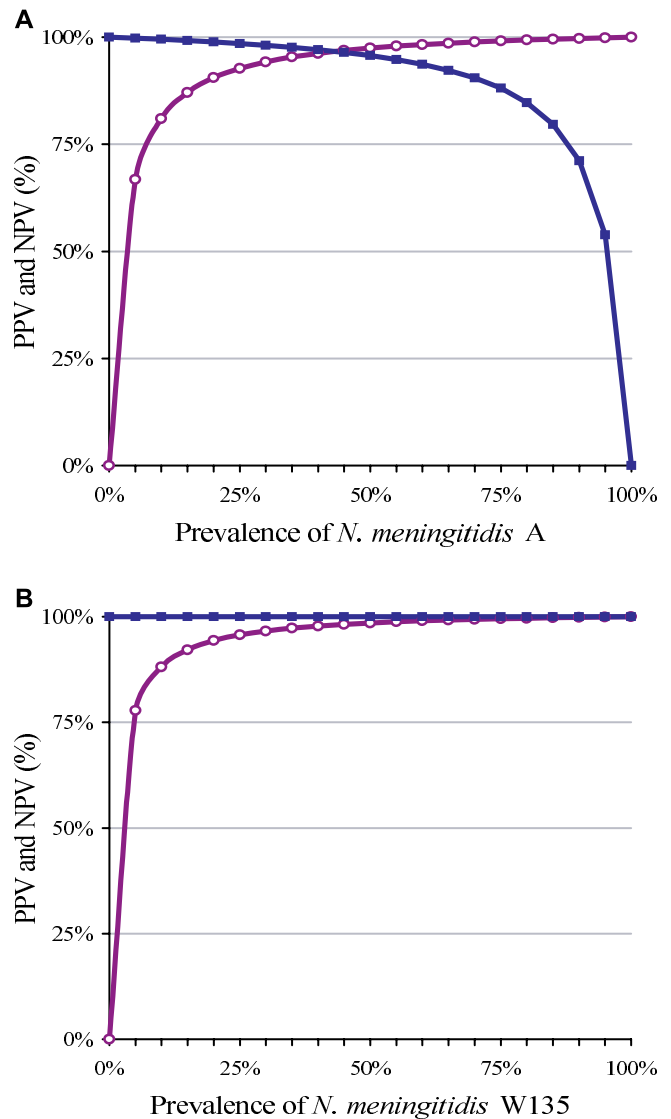 A
100%
75%
50%
25%
0%
PPV and NPV (%)
0% 25% 50% 75% 100%
Prevalence of N. meningitidis A
B
100%
75%
50%
25%
0%
PPV and NPV (%)
0% 25% 50% 75% 100%
Prevalence of N. meningitidis W135